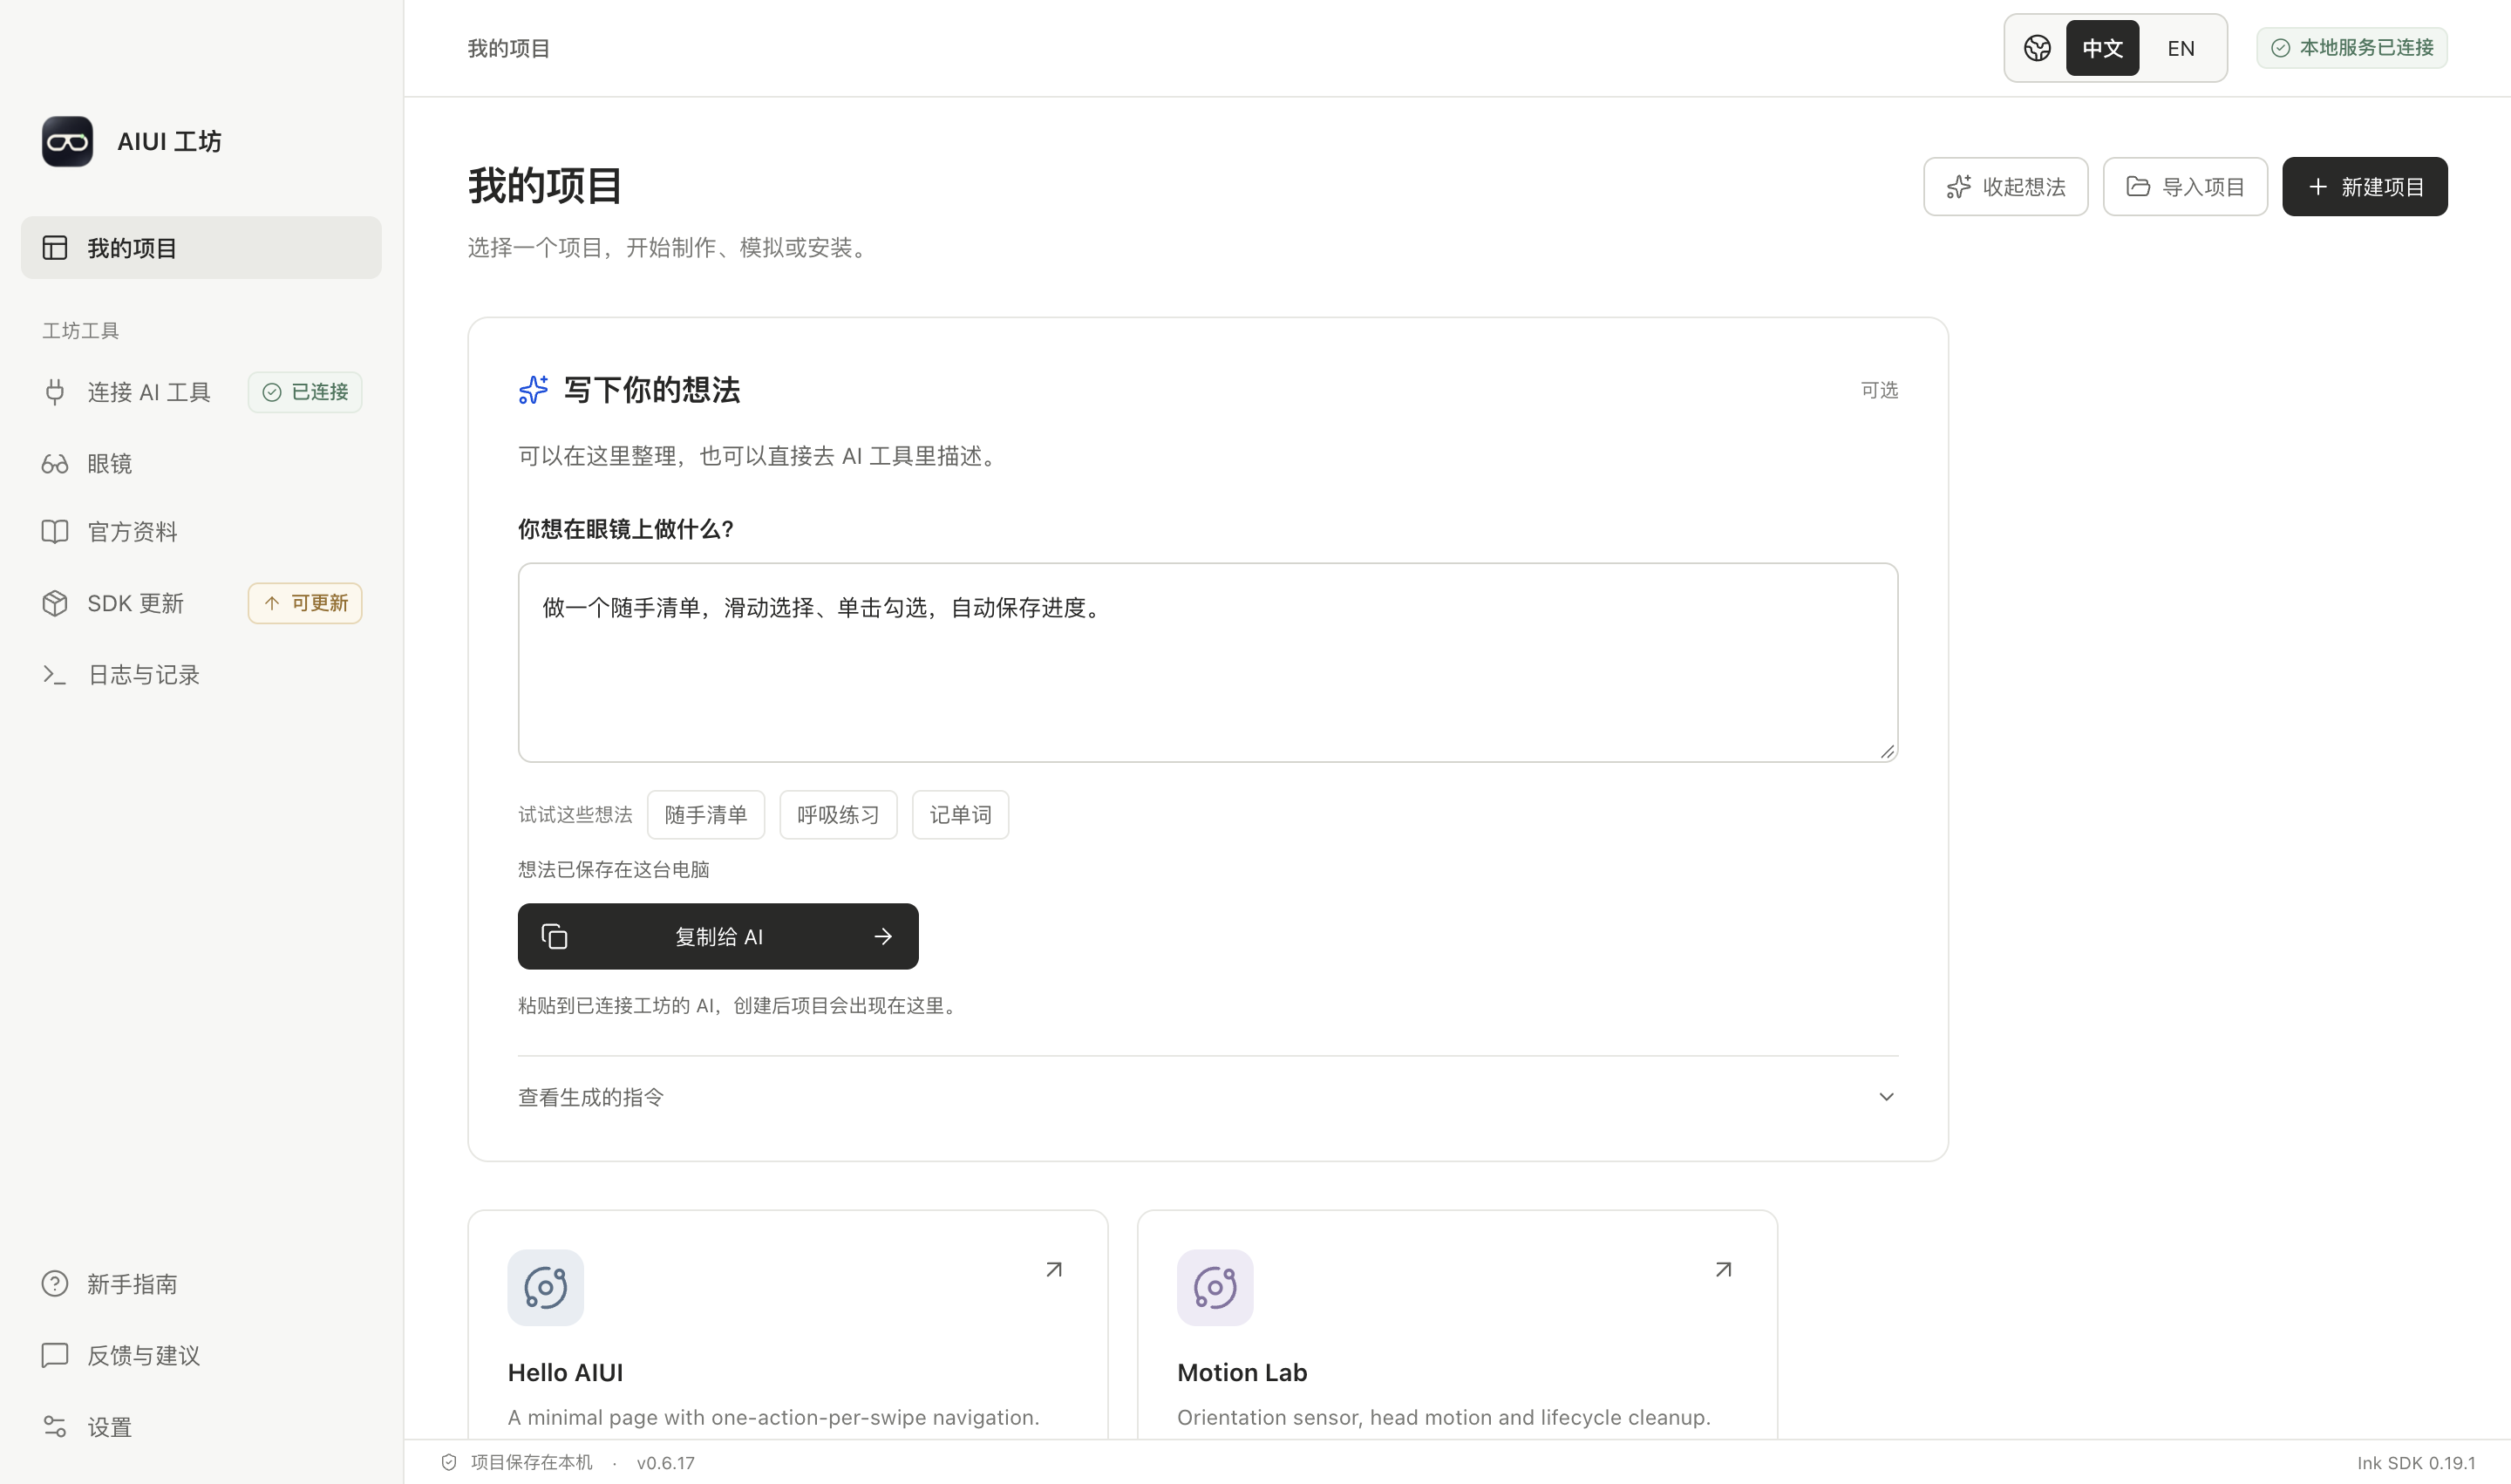 我的项目
中文
EN
本地服务已连接
AIUI 工坊
我的项目
工坊工具
连接 AI 工具
已连接
眼镜
官方资料
SDK 更新
可更新
日志与记录
新手指南
反馈与建议
设置
我的项目
收起想法
导入项目
新建项目
选择一个项目，开始制作、模拟或安装。
写下你的想法
可选
可以在这里整理，也可以直接去 AI 工具里描述。
你想在眼镜上做什么？
做一个随手清单，滑动选择、单击勾选，自动保存进度。
试试这些想法
随手清单
呼吸练习
记单词
想法已保存在这台电脑
复制给 AI
粘贴到已连接工坊的 AI，创建后项目会出现在这里。
查看生成的指令
Hello AIUI
A minimal page with one-action-per-swipe navigation.
Motion Lab
Orientation sensor, head motion and lifecycle cleanup.
项目保存在本机 · v0.6.17
Ink SDK 0.19.1